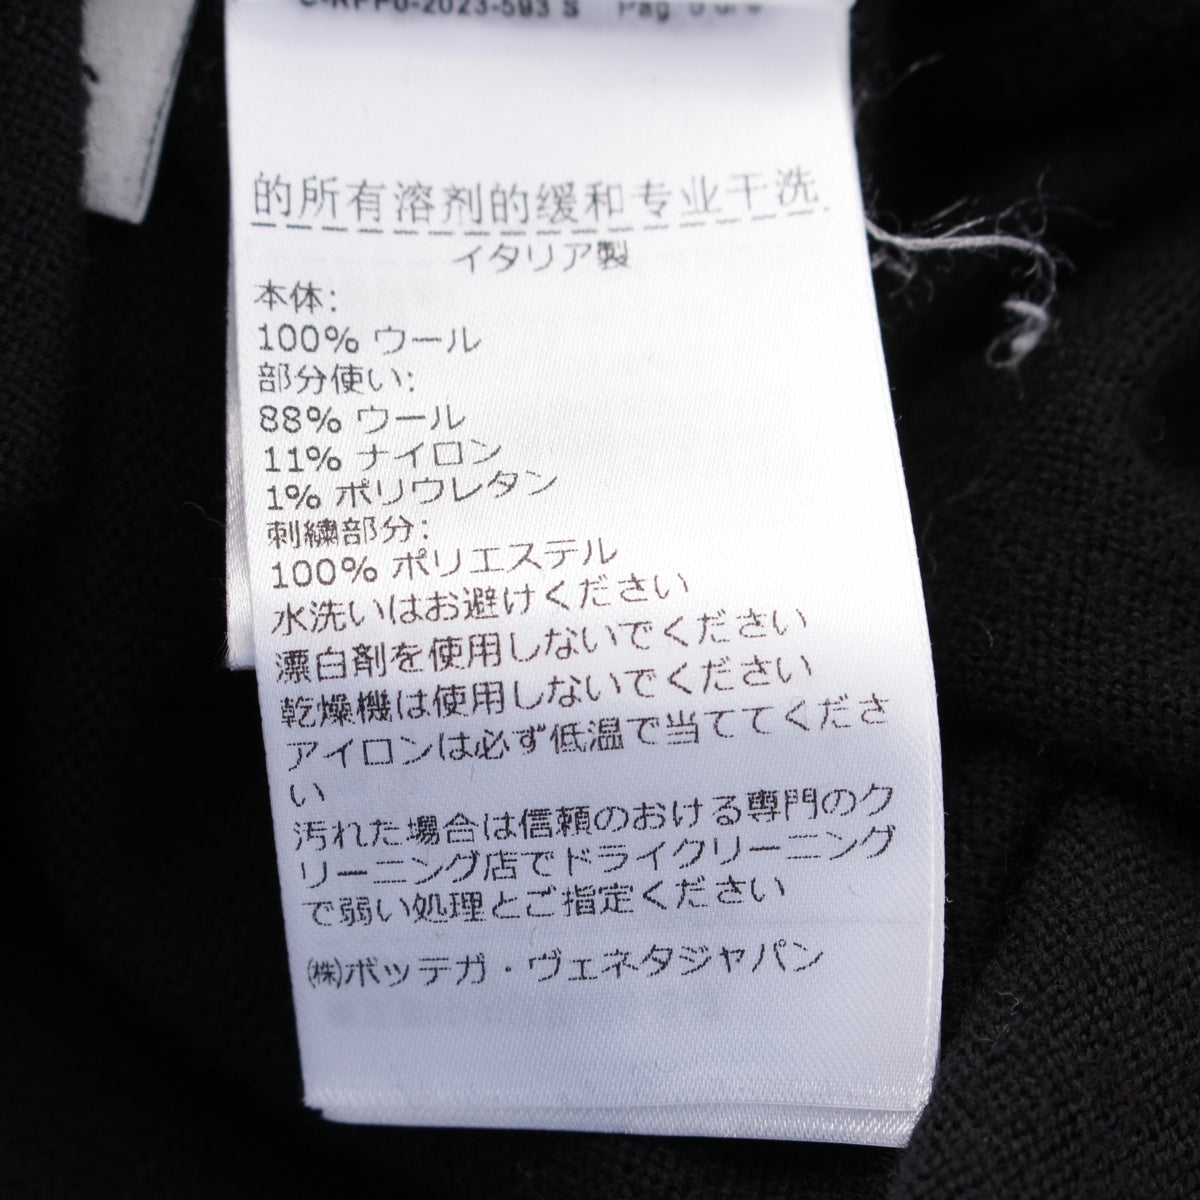 -2023-593 S Pag
的所有溶剂的缓和专业干洗
イタリア製
本体:
100% ウール
部分使い:
88% ウール
11% ナイロン
1% ポリウレタン
刺繍部分:
100% ポリエステル
水洗いはお避けください
漂白剤を使用しないでください
乾燥機は使用しないでください
アイロンは必ず低温で当ててくださ
い
汚れた場合は信頼のおける専門のク
リーニング店でドライクリーニング
で弱い処理とご指定ください
㈱ボッテガ・ヴェネタジャパン